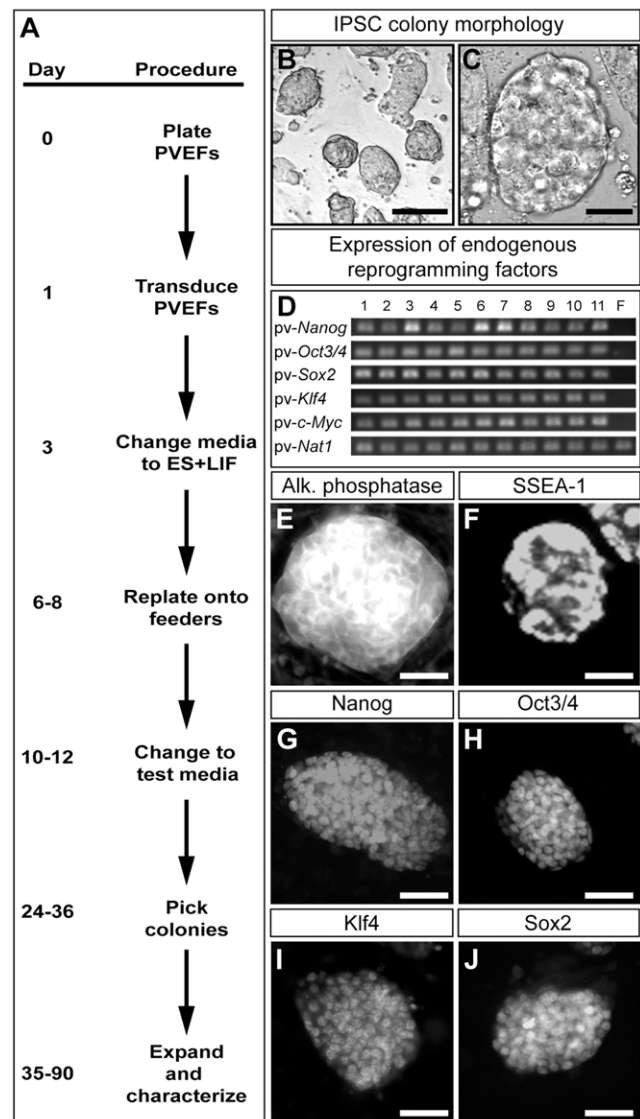 A
Day Procedure
0 Plate
PVEFs
1 Transduce
PVEFs
3 Change media
to ES+LIF
6-8 Replate onto
feeders
10-12 Change to
test media
24-36 Pick
colonies
35-90 Expand
and
characterize
IPSC colony morphology
B C
Expression of endogenous
reprogramming factors
D 1 2 3 4 5 6 7 8 9 10 11 F
pv-Nanog
pv-Oct3/4
pv-Sox2
pv-Klf4
pv-c-Myc
pv-Nat1
Alk. phosphatase SSEA-1
E F
Nanog Oct3/4
G H
Klf4 Sox2
I J